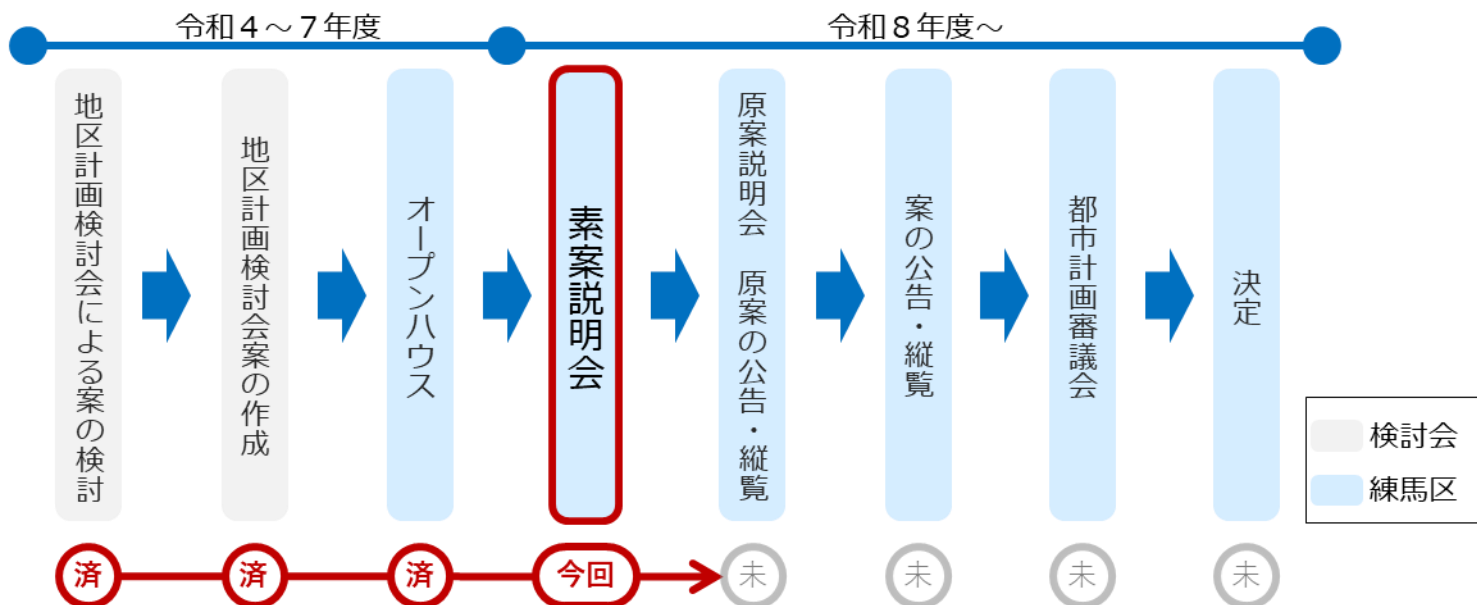 令和４～７年度
令和８年度～
地区計画検討会による案の検討
地区計画検討会案の作成
オープンハウス
素案説明会
原案説明会　原案の公告・縦覧
案の公告・縦覧
都市計画審議会
決定
検討会
練馬区
済
済
済
今回
未
未
未
未